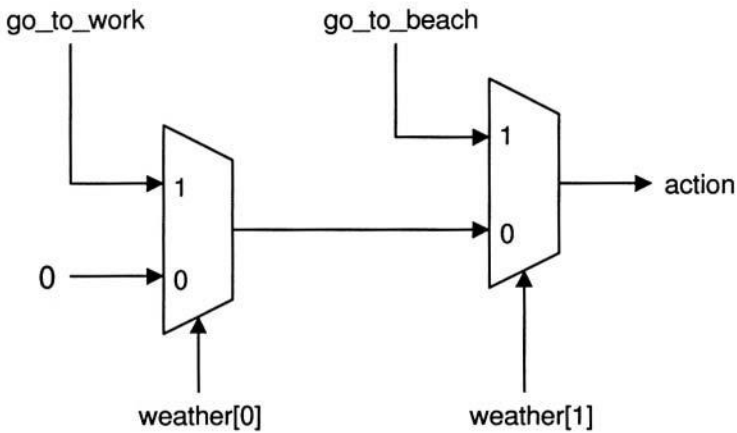 go_to_work
go_to_beach
1
1
action
0
0
0
weather[0]
weather[1]